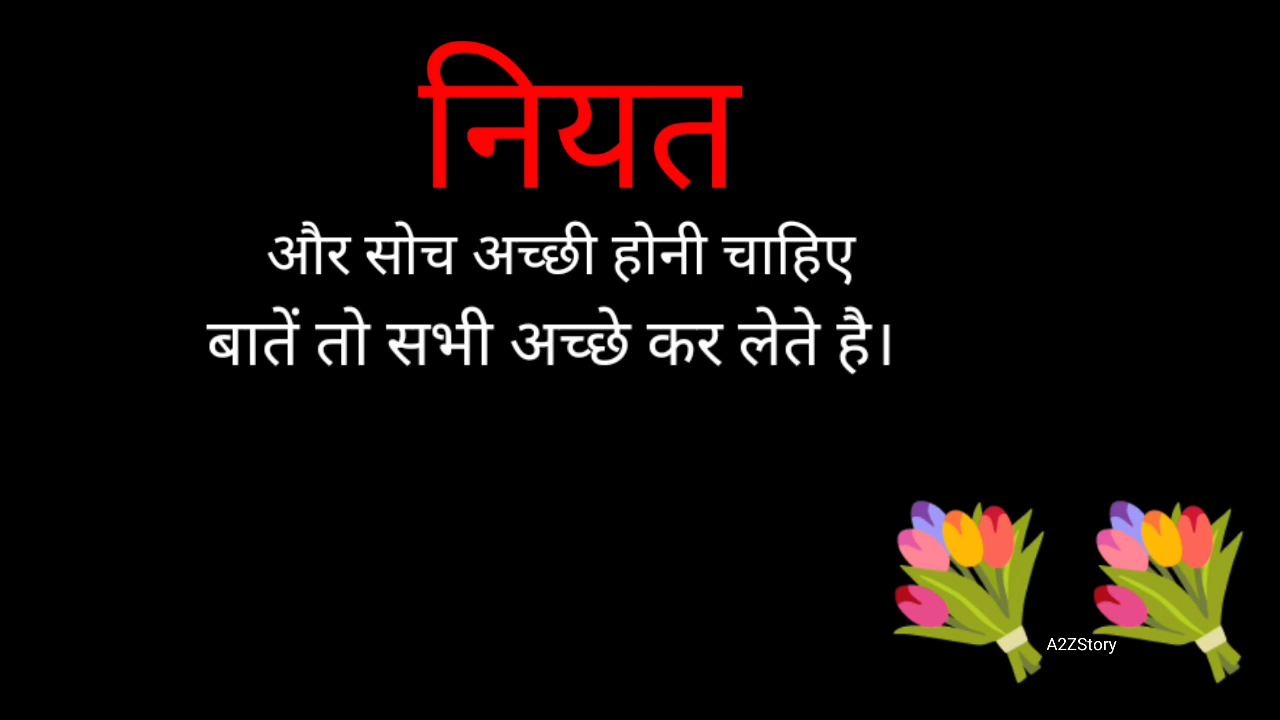 नियत
और सोच अच्छी होनी चाहिए
बातें तो सभी अच्छे कर लेते है।
A2ZStory